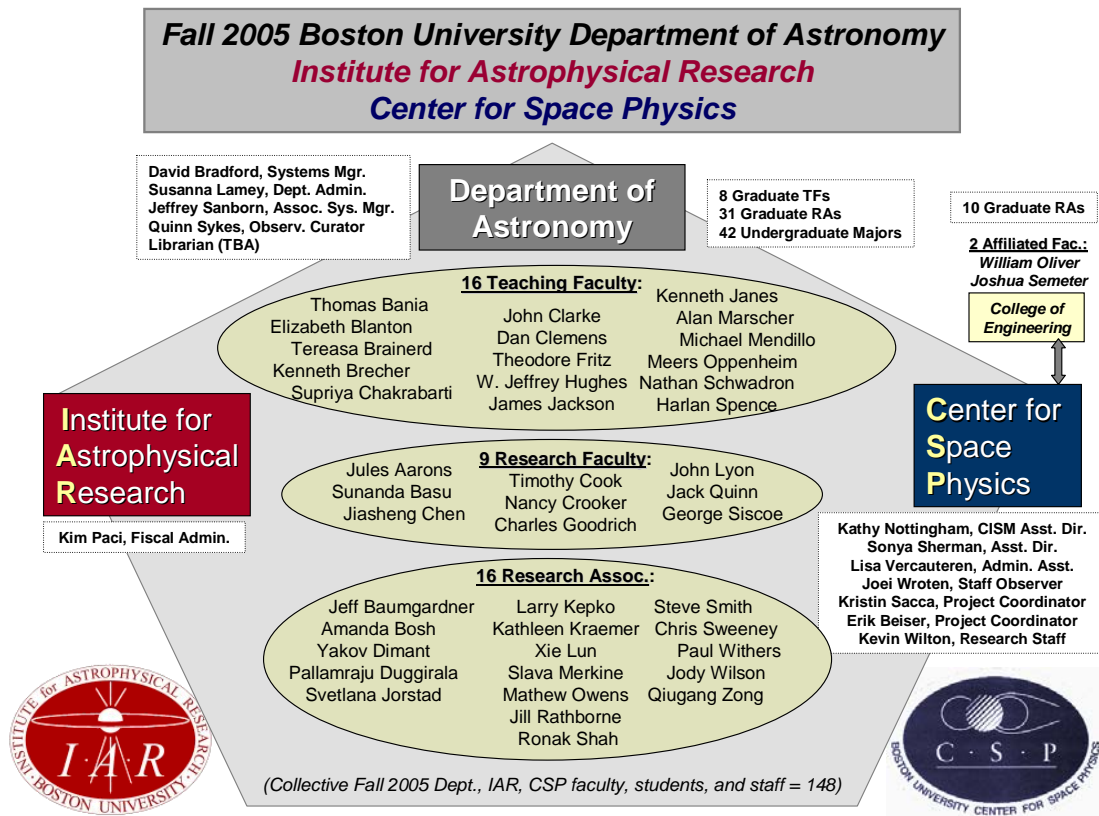 Fall 2005 Boston University Department of Astronomy
Institute for Astrophysical Research
Center for Space Physics
David Bradford, Systems Mgr.
Susanna Lamey, Dept. Admin.
Jeffrey Sanborn, Assoc. Sys. Mgr.
Quinn Sykes, Observ. Curator
Librarian (TBA)
Department of
Astronomy
8 Graduate TFs
31 Graduate RAs
42 Undergraduate Majors
10 Graduate RAs
2 Affiliated Fac.:
William Oliver
Joshua Semeter
College of
Engineering
16 Teaching Faculty:
Thomas Bania
Elizabeth Blanton
Tereasa Brainerd
Kenneth Brecher
Supriya Chakrabarti
John Clarke
Dan Clemens
Theodore Fritz
W. Jeffrey Hughes
James Jackson
Kenneth Janes
Alan Marscher
Michael Mendillo
Meers Oppenheim
Nathan Schwadron
Harlan Spence
Institute for
Astrophysical
Research
Kim Paci, Fiscal Admin.
9 Research Faculty:
Jules Aarons
Sunanda Basu
Jiasheng Chen
Timothy Cook
Nancy Crooker
Charles Goodrich
John Lyon
Jack Quinn
George Siscoe
Center for
Space
Physics
Kathy Nottingham, CISM Asst. Dir.
Sonya Sherman, Asst. Dir.
Lisa Vercauteren, Admin. Asst.
Joei Wroten, Staff Observer
Kristin Sacca, Project Coordinator
Erik Beiser, Project Coordinator
Kevin Wilton, Research Staff
16 Research Assoc.:
Jeff Baumgardner
Amanda Bosh
Yakov Dimant
Pallamraju Duggirala
Svetlana Jorstad
Larry Kepko
Kathleen Kraemer
Xie Lun
Slava Merkine
Mathew Owens
Jill Rathborne
Ronak Shah
Steve Smith
Chris Sweeney
Paul Withers
Jody Wilson
Qiugang Zong
INSTITUTE for ASTROPHYSICAL RESEARCH
I·A·R
BOSTON UNIVERSITY
C · S · P
BOSTON UNIVERSITY CENTER FOR SPACE PHYSICS
(Collective Fall 2005 Dept., IAR, CSP faculty, students, and staff = 148)